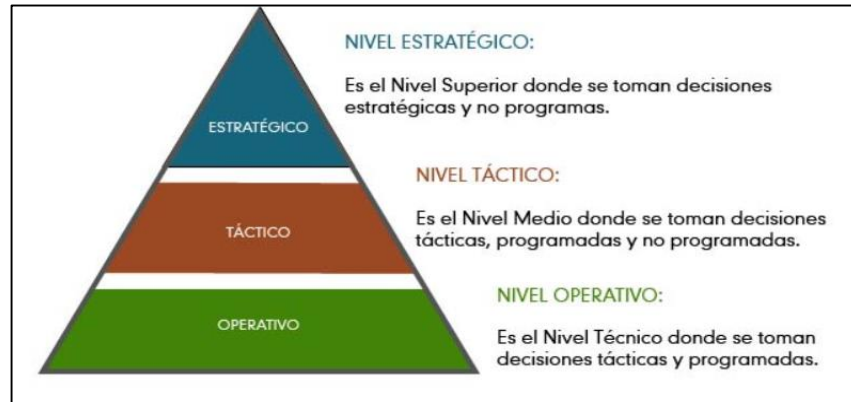 NIVEL ESTRATÉGICO:
Es el Nivel Superior donde se toman decisiones
estratégicas y no programas.
ESTRATÉGICO
NIVEL TÁCTICO:
Es el Nivel Medio donde se toman decisiones
tácticas, programadas y no programadas.
TÁCTICO
NIVEL OPERATIVO:
Es el Nivel Técnico donde se toman
decisiones tácticas y programadas.
OPERATIVO